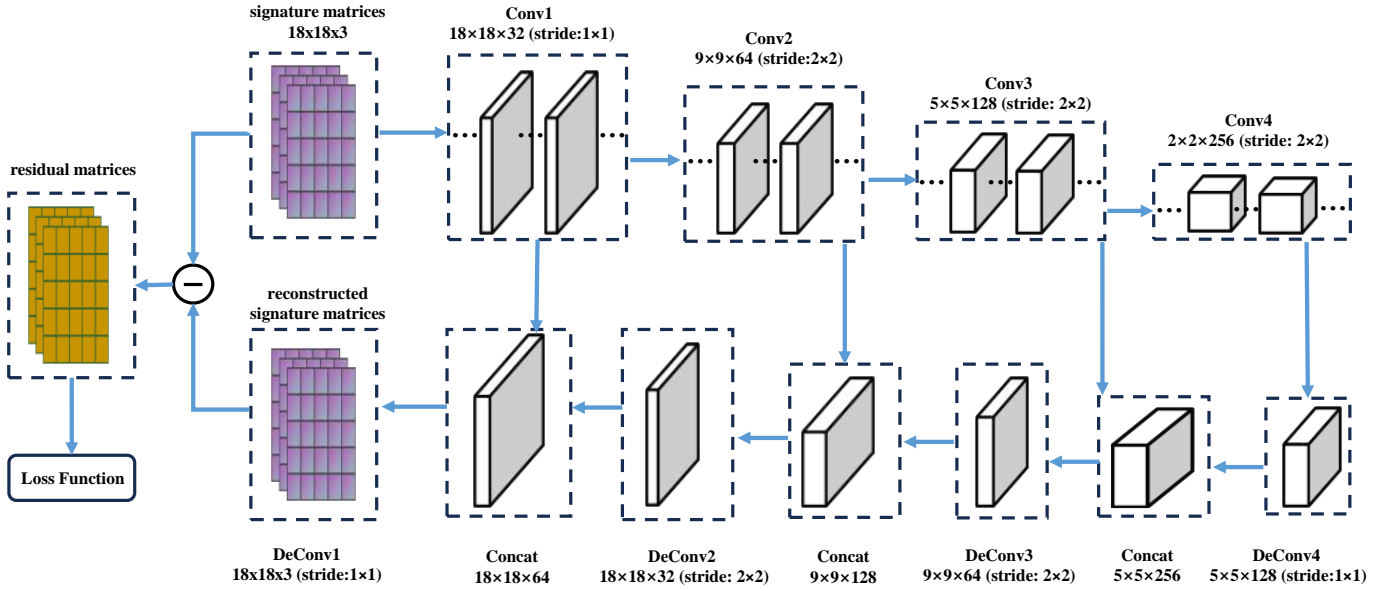 signature matrices
18x18x3
Conv1
18×18×32 (stride:1×1)
Conv2
9×9×64 (stride:2×2)
Conv3
5×5×128 (stride: 2×2)
Conv4
2×2×256 (stride: 2×2)
residual matrices
reconstructed
signature matrices
Loss Function
DeConv1
18x18x3 (stride:1×1)
Concat
18×18×64
DeConv2
18×18×32 (stride: 2×2)
Concat
9×9×128
DeConv3
9×9×64 (stride: 2×2)
Concat
5×5×256
DeConv4
5×5×128 (stride:1×1)